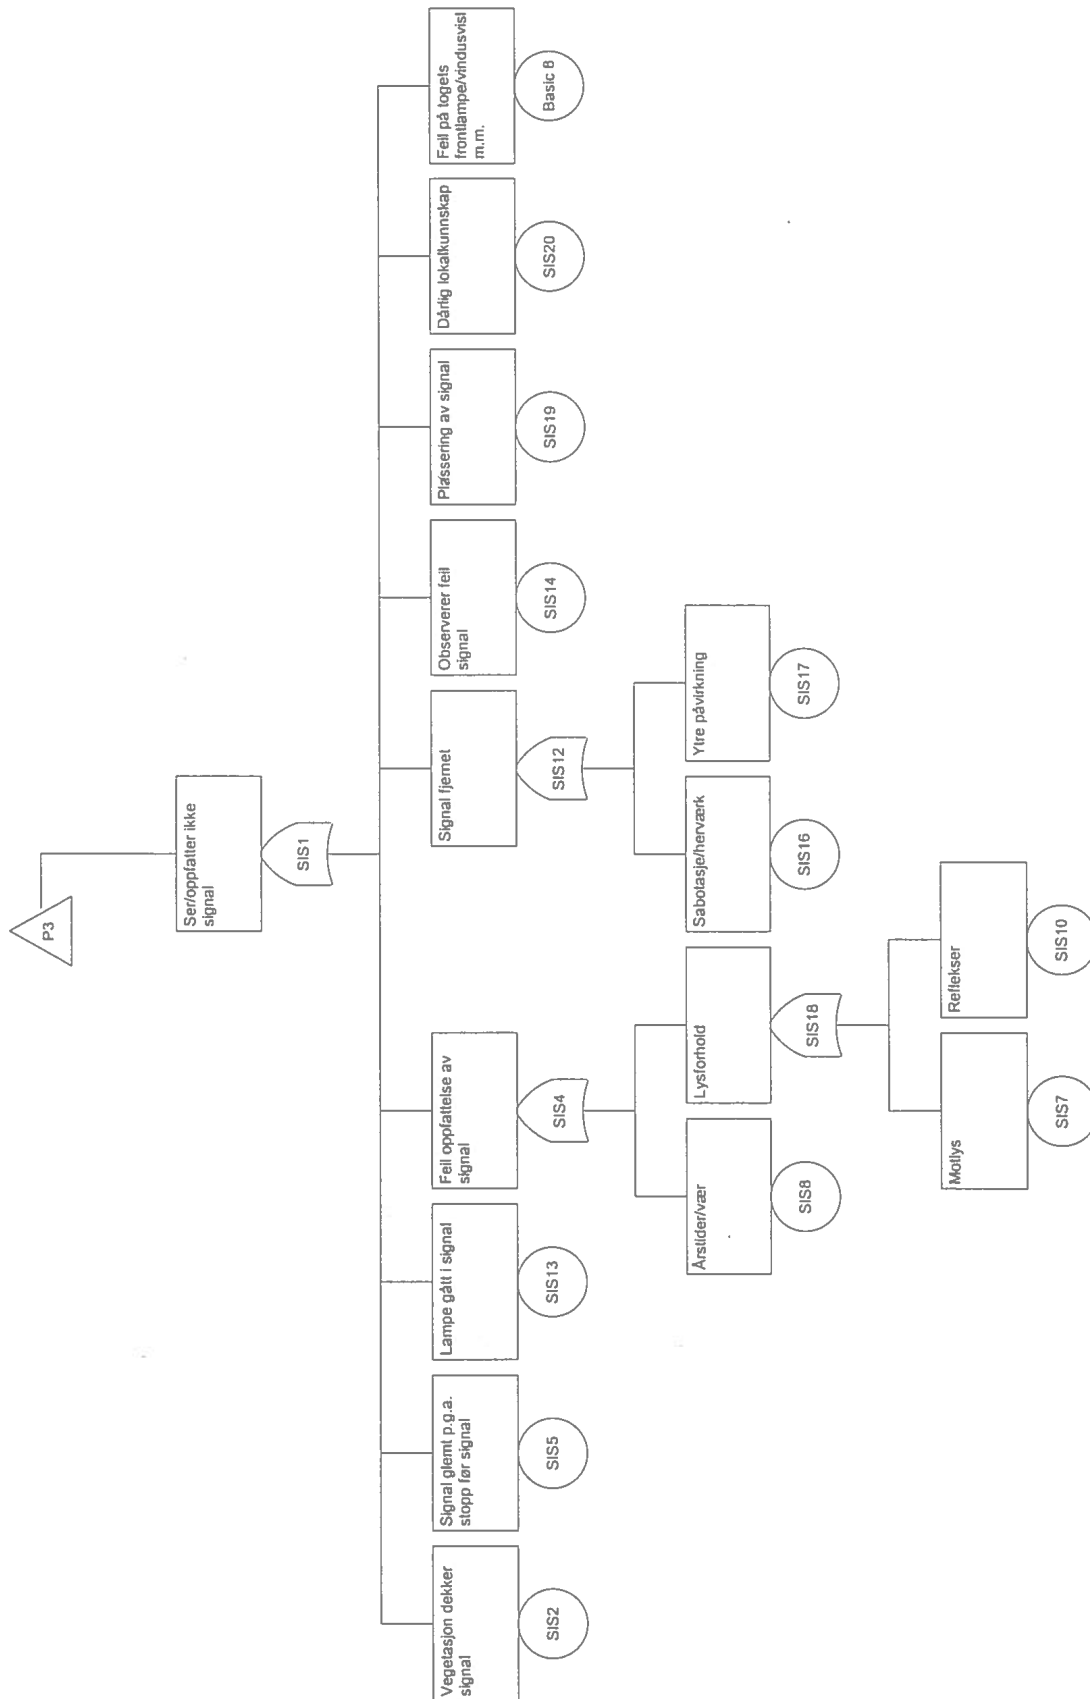 P3
Ser/oppfatter ikke
signal
SIS1
Vegetasjon dekker
signal
SIS2
Signal glemt p.g.a.
stopp før signal
SIS5
Lampe gått i signal
SIS13
Feil oppfattelse av
signal
SIS4
Signal fjernet
SIS12
Observerer feil
signal
SIS14
Plassering av signal
SIS19
Dårlig lokalkunnskap
SIS20
Feil på togets
frontlampe/vindusvisl
m.m.
Basic 8
Årstider/vær
SIS8
Lysforhold
SIS18
Sabotasje/herværk
SIS16
Ytre påvirkning
SIS17
Motlys
SIS7
Reflekser
SIS10